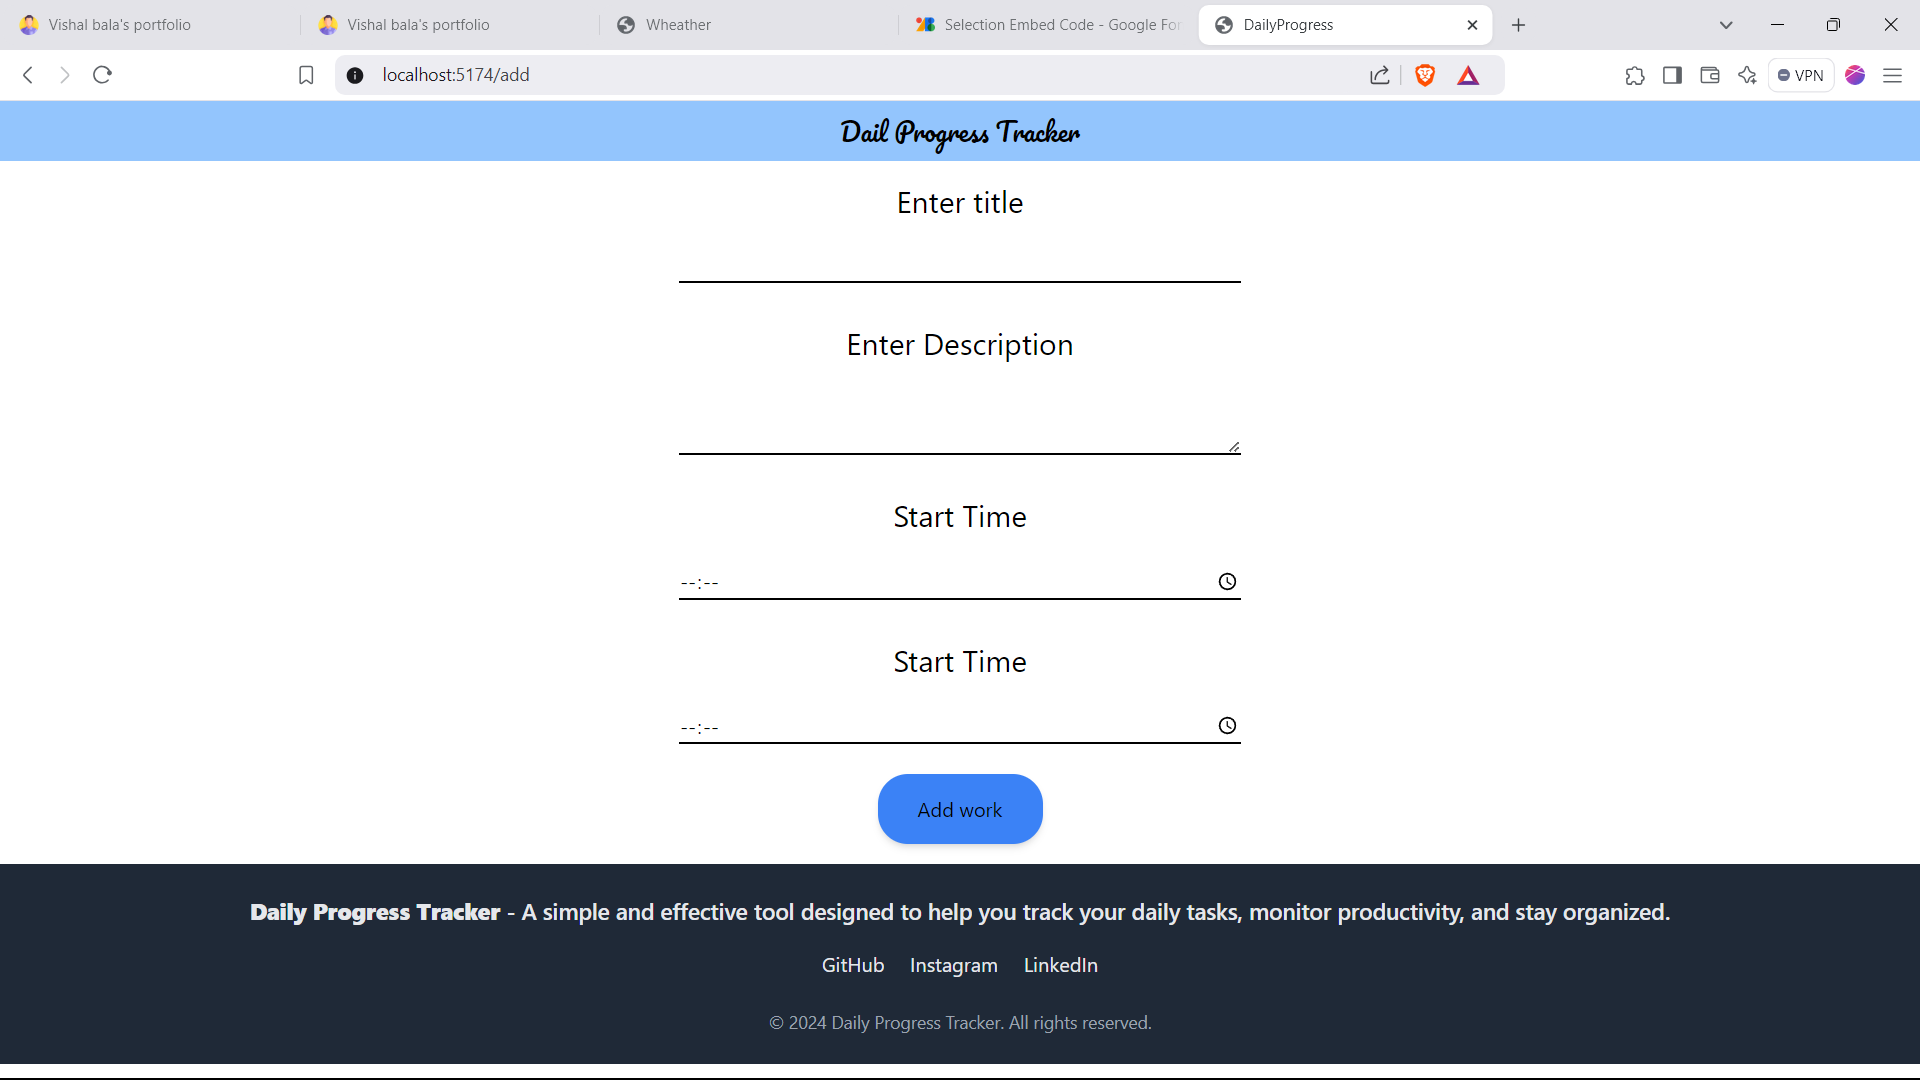 Vishal bala's portfolio
Vishal bala's portfolio
Wheather
Selection Embed Code - Google For
DailyProgress
localhost:5174/add
VPN
Dail Progress Tracker
Enter title
Enter Description
Start Time
--:--
Start Time
--:--
Add work
Daily Progress Tracker - A simple and effective tool designed to help you track your daily tasks, monitor productivity, and stay organized.
GitHub Instagram LinkedIn
© 2024 Daily Progress Tracker. All rights reserved.